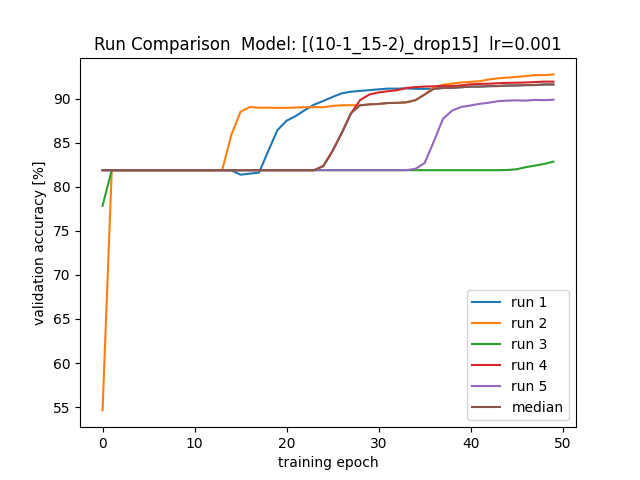 Run Comparison  Model: [(10-1_15-2)_drop15]  lr=0.001
validation accuracy [%]
90
85
80
75
70
65
60
55
0 10 20 30 40 50
training epoch
run 1
run 2
run 3
run 4
run 5
median